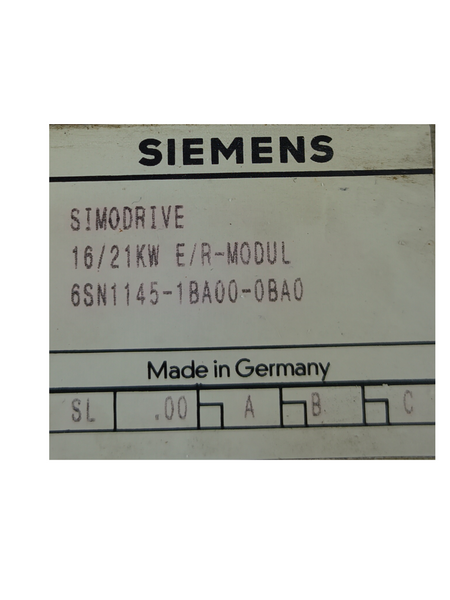 SIEMENS
SIMODRIVE
16/21KW E/R-MODUL
6SN1145-1BA00-0BA0
Made in Germany
SL .00 A B C